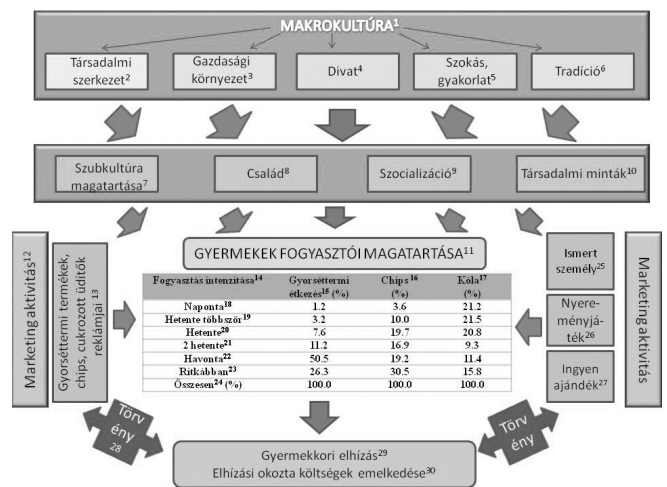 MAKROKULTÚRA¹
Társadalmi
szerkezet²
Gazdasági
környezet³
Divat⁴
Szokás,
gyakorlat⁵
Tradíció⁶
Szubkultúra
magatartása⁷
Család⁸
Szocializáció⁹
Társadalmi minták¹⁰
Marketing aktivitás¹²
Gyorséttermi termékek,
chips, cukrozott üdítők
reklámjai ¹³
GYERMEKEK FOGYASZTÓI MAGATARTÁSA¹¹
Fogyasztás intenzitása¹⁴ Gyorséttermi étkezés¹⁵ (%) Chips ¹⁶ (%) Kóla¹⁷ (%)
Naponta¹⁸ 1.2 3.6 21.2
Hetente többször¹⁹ 3.2 10.0 21.5
Hetente²⁰ 7.6 19.7 20.8
2 hetente²¹ 11.2 16.9 9.3
Havonta²² 50.5 19.2 11.4
Ritkábban²³ 26.3 30.5 15.8
Összesen²⁴ (%) 100.0 100.0 100.0
Ismert
személy²⁵
Nyere-
ményjá-
ték²⁶
Ingyen
ajándék²⁷
Marketing aktivitás
Törv
ény
28
Törv
ény
Gyermekkori elhízás²⁹
Elhízási okozta költségek emelkedése³⁰